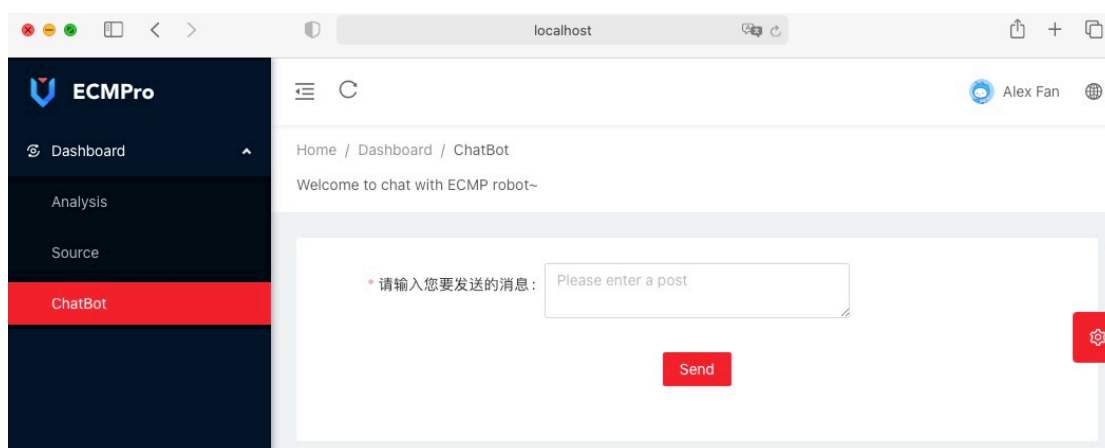 localhost
ECMPro
Alex Fan
Dashboard
Home / Dashboard / ChatBot
Welcome to chat with ECMP robot~
Analysis
Source
ChatBot
* 请输入您要发送的消息：
Please enter a post
Send